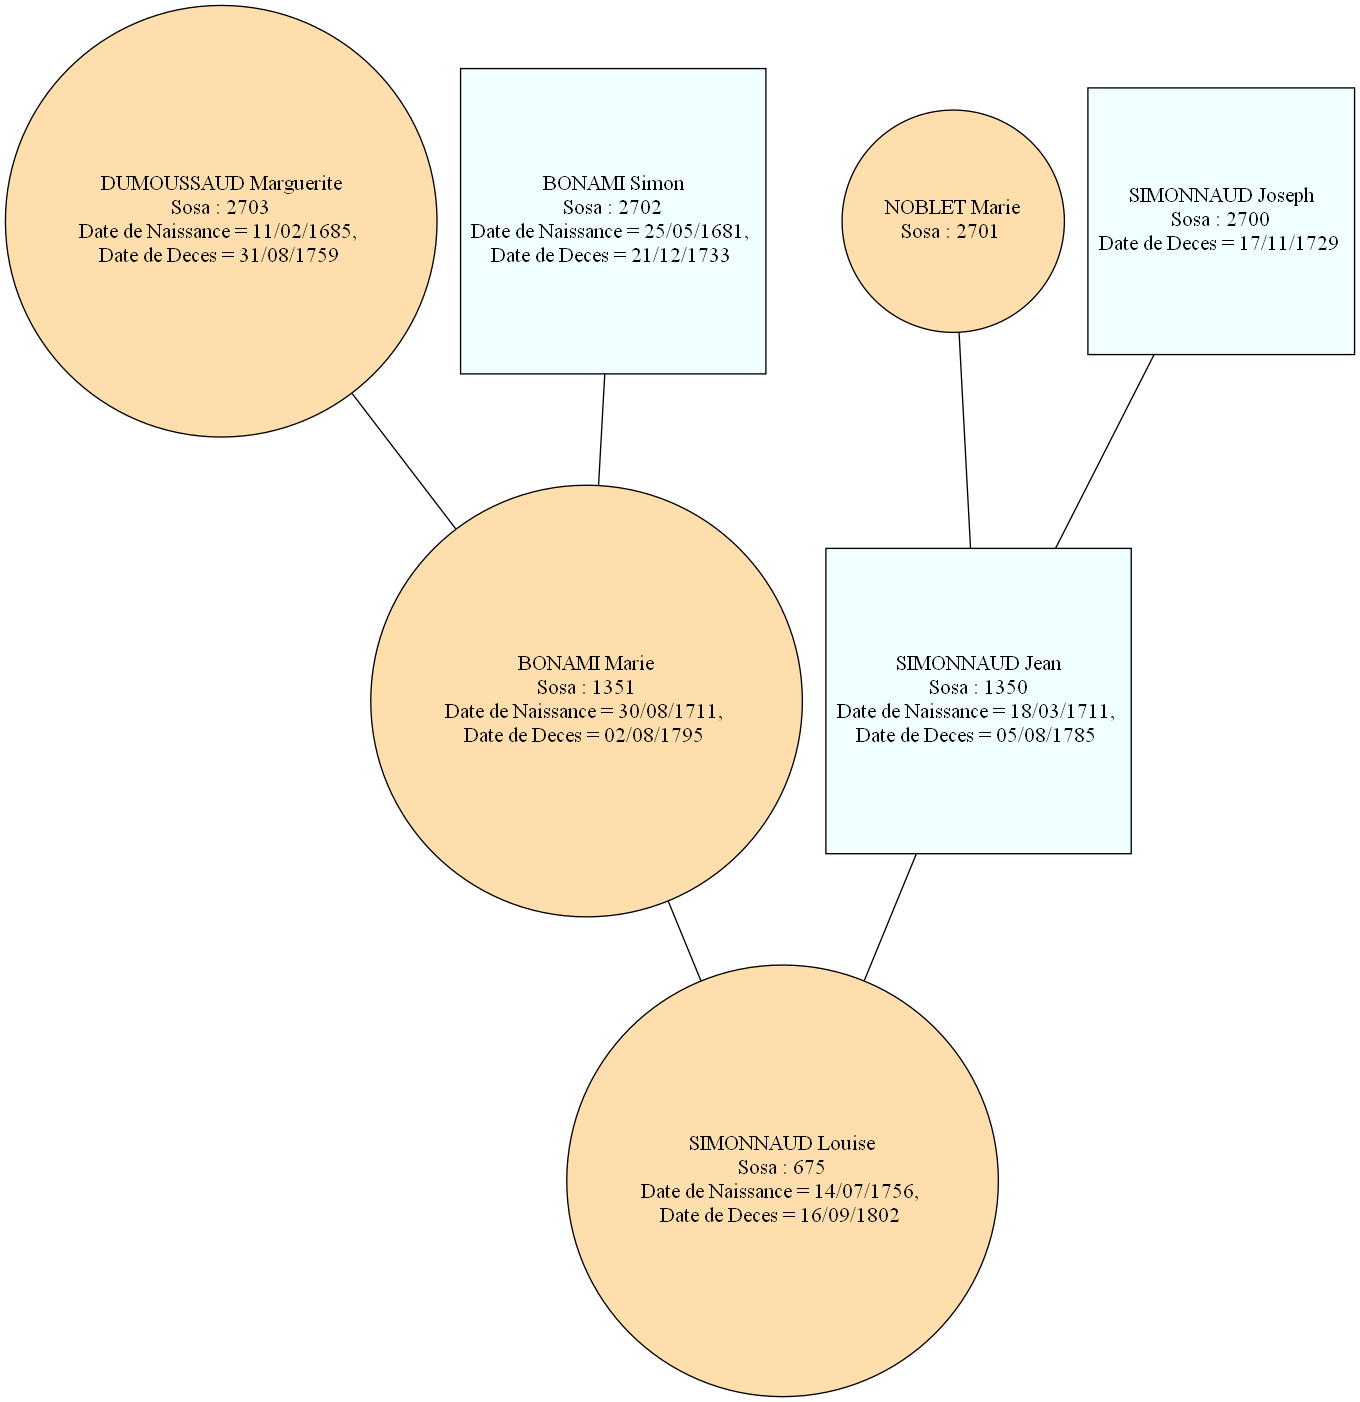 DUMOUSSAUD Marguerite
Sosa : 2703
Date de Naissance = 11/02/1685,
Date de Deces = 31/08/1759
BONAMI Simon
Sosa : 2702
Date de Naissance = 25/05/1681,
Date de Deces = 21/12/1733
NOBLET Marie
Sosa : 2701
SIMONNAUD Joseph
Sosa : 2700
Date de Deces = 17/11/1729
BONAMI Marie
Sosa : 1351
Date de Naissance = 30/08/1711,
Date de Deces = 02/08/1795
SIMONNAUD Jean
Sosa : 1350
Date de Naissance = 18/03/1711,
Date de Deces = 05/08/1785
SIMONNAUD Louise
Sosa : 675
Date de Naissance = 14/07/1756,
Date de Deces = 16/09/1802